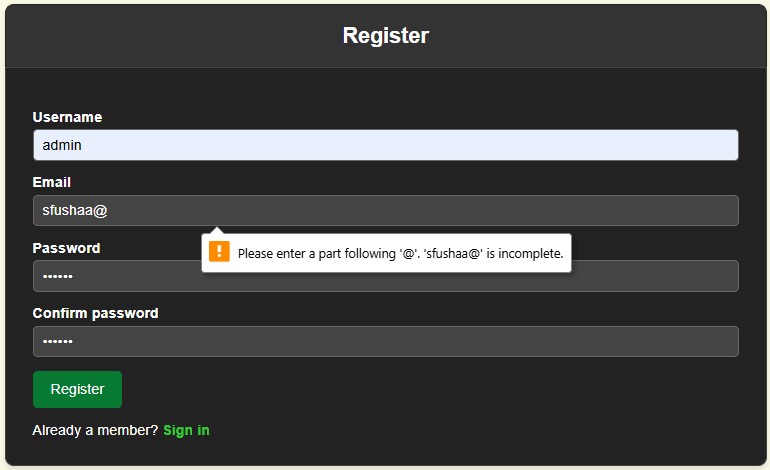 Register
Username
admin
Email
sfushaa@
Please enter a part following '@'. 'sfushaa@' is incomplete.
Password
••••••
Confirm password
••••••
Register
Already a member? Sign in